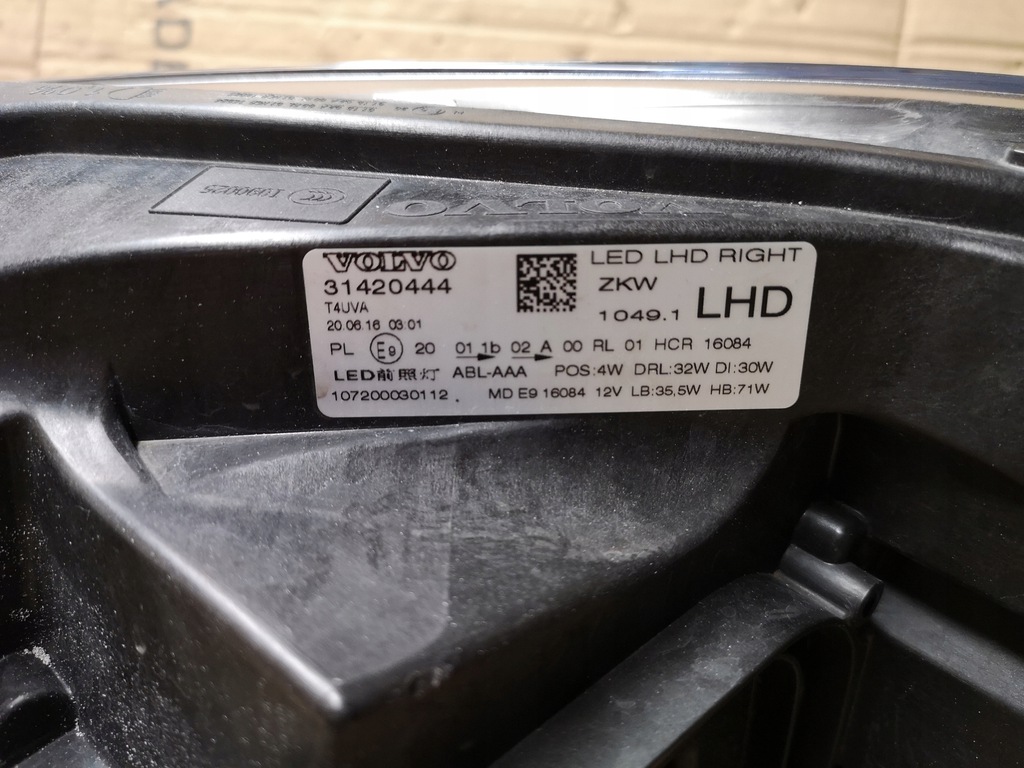 I390025
VOLVO
VOLVO
31420444
T4UVA
20.06.16 03.01
LED LHD RIGHT
ZKW
1049.1 LHD
PL E9 20 01 1b 02 A 00 RL 01 HCR 16084
LED前照灯 ABL-AAA POS:4W DRL:32W DI:30W
107200030112 MD E9 16084 12V LB:35,5W HB:71W